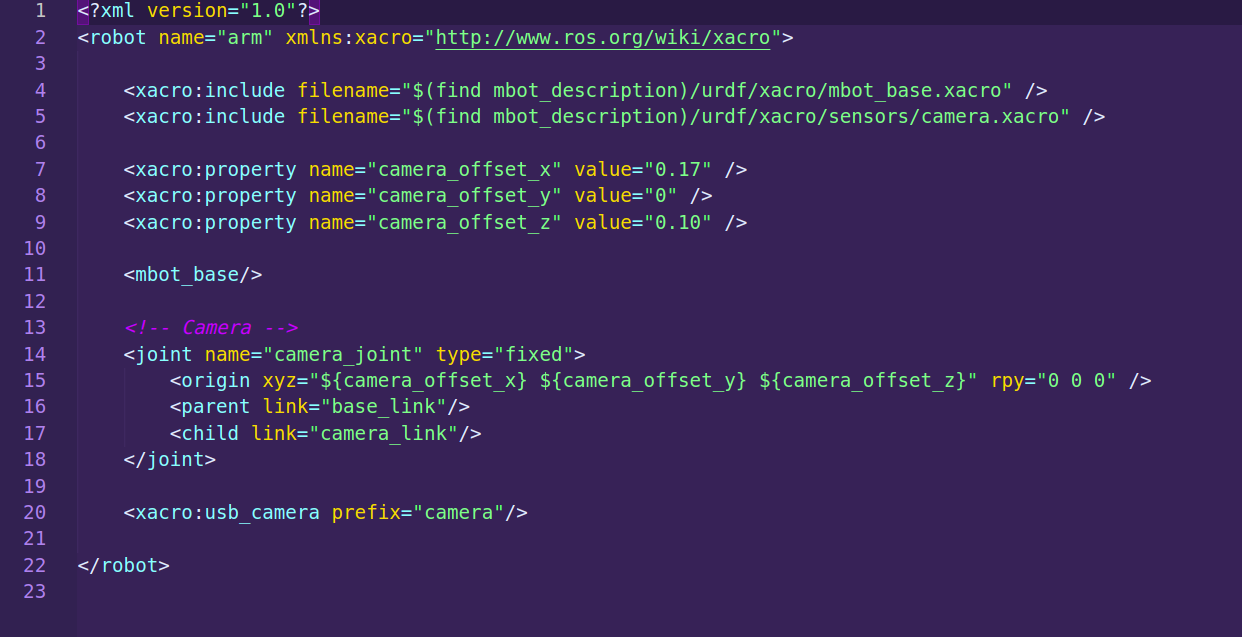 1 <?xml version="1.0"?>
2 <robot name="arm" xmlns:xacro="http://www.ros.org/wiki/xacro">
3
4     <xacro:include filename="$(find mbot_description)/urdf/xacro/mbot_base.xacro" />
5     <xacro:include filename="$(find mbot_description)/urdf/xacro/sensors/camera.xacro" />
6
7     <xacro:property name="camera_offset_x" value="0.17" />
8     <xacro:property name="camera_offset_y" value="0" />
9     <xacro:property name="camera_offset_z" value="0.10" />
10
11     <mbot_base/>
12
13     <!-- Camera -->
14     <joint name="camera_joint" type="fixed">
15         <origin xyz="${camera_offset_x} ${camera_offset_y} ${camera_offset_z}" rpy="0 0 0" />
16         <parent link="base_link"/>
17         <child link="camera_link"/>
18     </joint>
19
20     <xacro:usb_camera prefix="camera"/>
21
22 </robot>
23